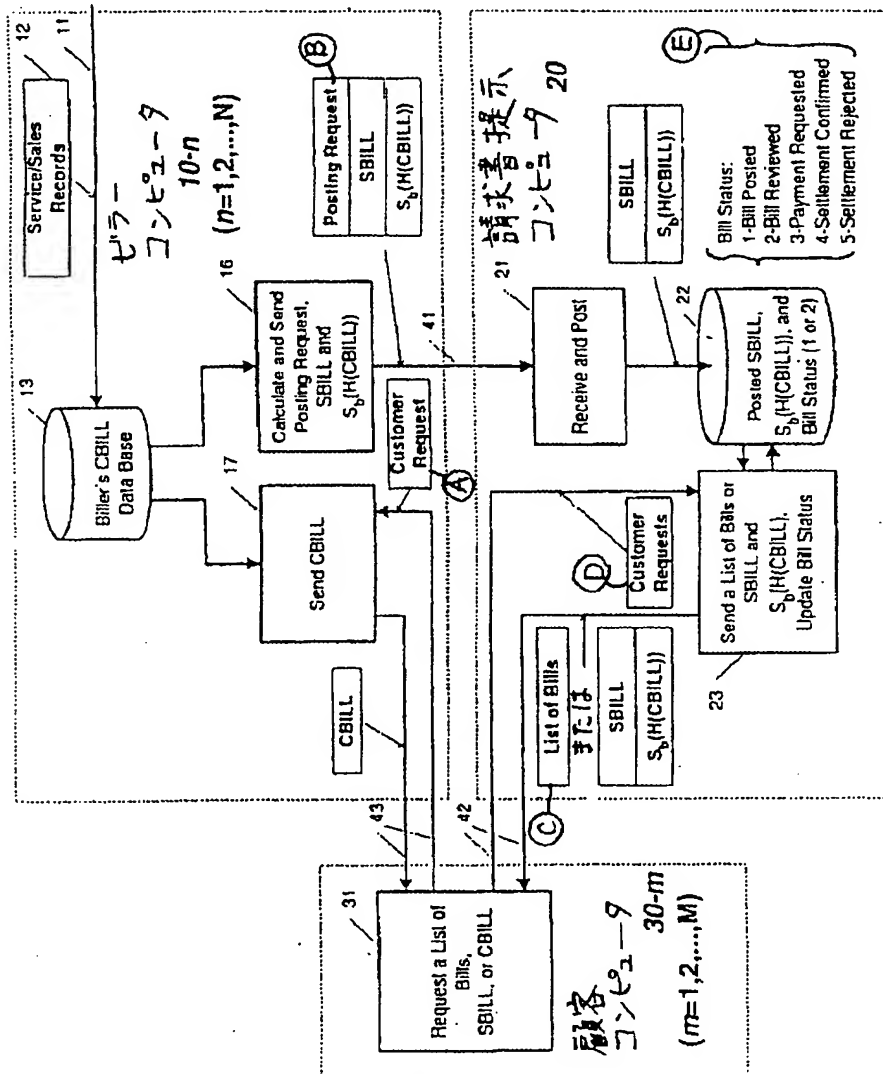 12
Service/Sales
Records
11
13
Biller's CBILL
Data Base
ビラー
コンピュータ
10-n
(n=1,2,...,N)
16
Calculate and Send
Posting Request,
SBILL and
S_b(H(CBILL))
17
Send CBILL
Customer
Request
A
B
Posting Request
SBILL
S_b(H(CBILL))
CBILL
43
41
請求書提示
コンピュータ 20
21
Receive and Post
SBILL
S_b(H(CBILL))
22
Posted SBILL,
S_b(H(CBILL)), and
Bill Status (1 or 2)
E
Bill Status:
1-Bill Posted
2-Bill Reviewed
3-Payment Requested
4-Settlement Confirmed
5-Settlement Rejected
D
Customer
Requests
Send a List of Bills or
SBILL and
S_b(H(CBILL),
Update Bill Status
23
C
List of Bills
または
SBILL
S_b(H(CBILL))
42
31
Request a List of
Bills,
SBILL, or CBILL
顧客
コンピュータ
30-m
(m=1,2,...,M)